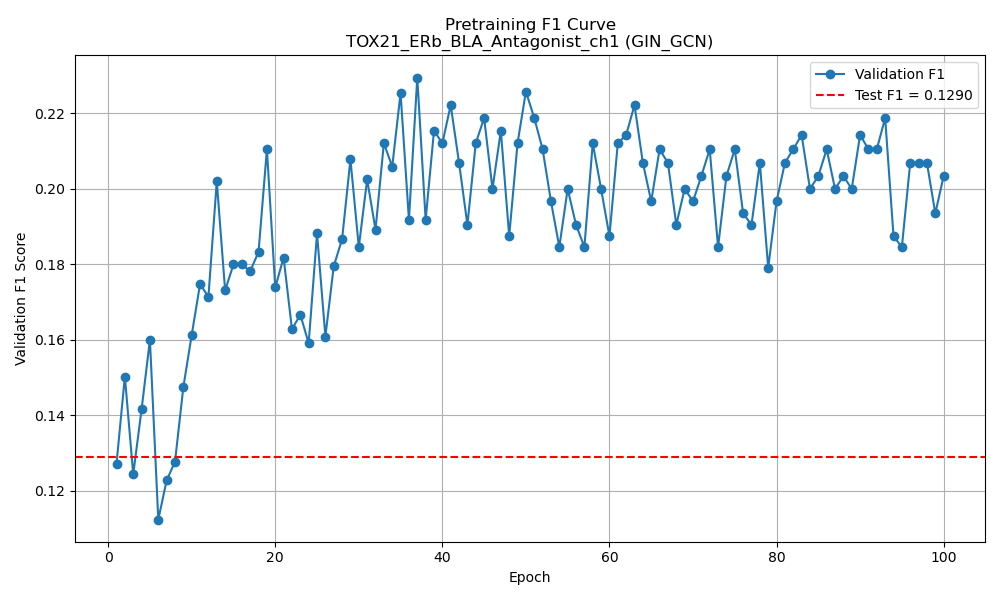 Pretraining F1 Curve
TOX21_ERb_BLA_Antagonist_ch1 (GIN_GCN)
Validation F1
Test F1 = 0.1290
Validation F1 Score
0.22
0.20
0.18
0.16
0.14
0.12
0 20 40 60 80 100
Epoch